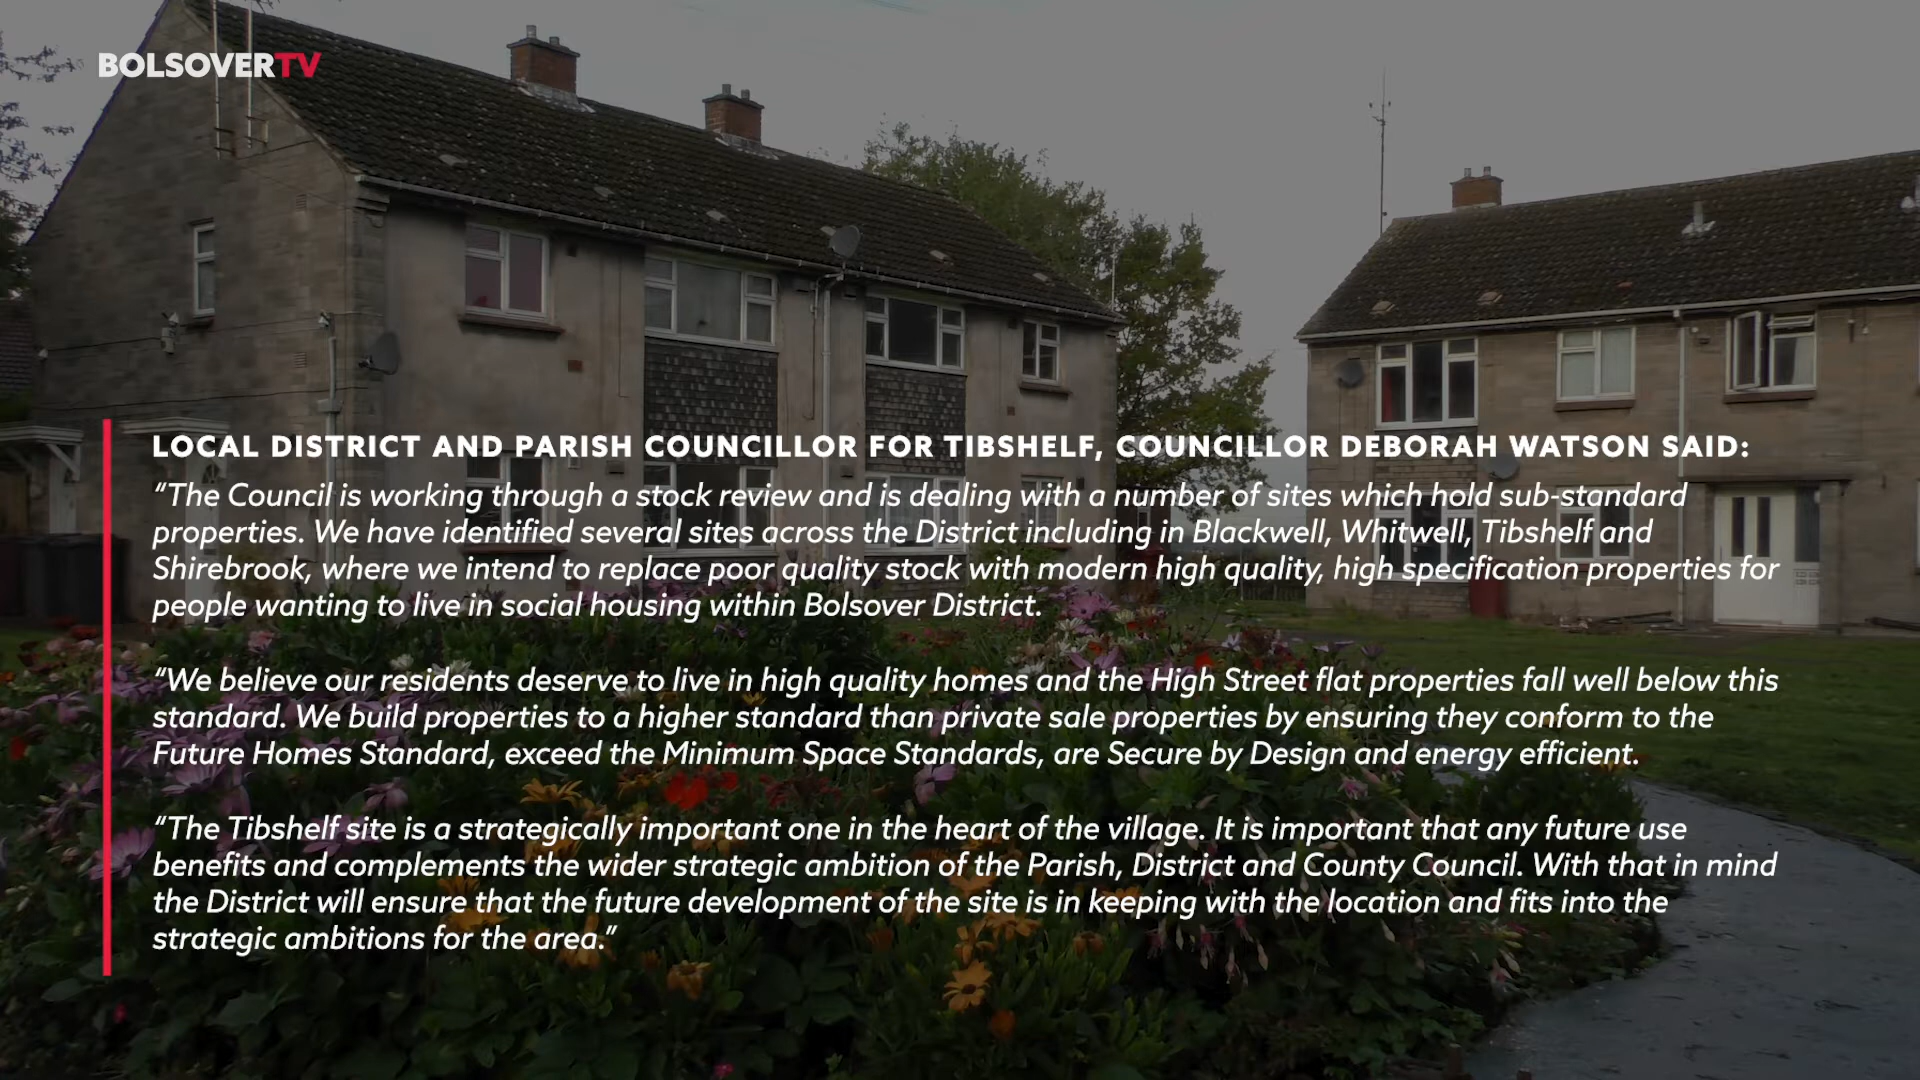 BOLSOVERTV
LOCAL DISTRICT AND PARISH COUNCILLOR FOR TIBSHELF, COUNCILLOR DEBORAH WATSON SAID:
“The Council is working through a stock review and is dealing with a number of sites which hold sub-standard
properties. We have identified several sites across the District including in Blackwell, Whitwell, Tibshelf and
Shirebrook, where we intend to replace poor quality stock with modern high quality, high specification properties for
people wanting to live in social housing within Bolsover District.
“We believe our residents deserve to live in high quality homes and the High Street flat properties fall well below this
standard. We build properties to a higher standard than private sale properties by ensuring they conform to the
Future Homes Standard, exceed the Minimum Space Standards, are Secure by Design and energy efficient.
“The Tibshelf site is a strategically important one in the heart of the village. It is important that any future use
benefits and complements the wider strategic ambition of the Parish, District and County Council. With that in mind
the District will ensure that the future development of the site is in keeping with the location and fits into the
strategic ambitions for the area.”